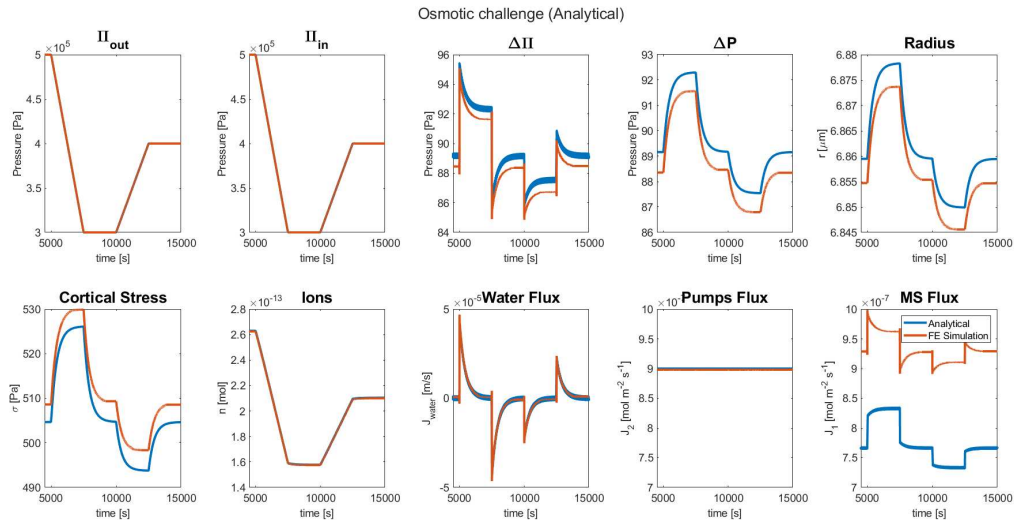 Osmotic challenge (Analytical)
Π_out
×10^5
5
4
3
Pressure [Pa]
5000 10000 15000
time [s]
Π_in
×10^5
5
4
3
Pressure [Pa]
5000 10000 15000
time [s]
ΔΠ
96
94
92
90
88
86
84
Pressure [Pa]
5000 10000 15000
time [s]
ΔP
93
92
91
90
89
88
87
86
Pressure [Pa]
5000 10000 15000
time [s]
Radius
6.88
6.875
6.87
6.865
6.86
6.855
6.85
6.845
r [μm]
5000 10000 15000
time [s]
Cortical Stress
530
520
510
500
490
σ [Pa]
5000 10000 15000
time [s]
Ions
×10^-13
2.8
2.6
2.4
2.2
2
1.8
1.6
1.4
n [mol]
5000 10000 15000
time [s]
Water Flux
×10^-5
5
0
-5
J_water [m/s]
5000 10000 15000
time [s]
Pumps Flux
10
9.5
9
8.5
8
7.5
7
J_2 [mol m^-2 s^-1]
5000 10000 15000
time [s]
MS Flux
×10^-7
10
9.5
9
8.5
8
7.5
7
J_1 [mol m^-2 s^-1]
Analytical
FE Simulation
5000 10000 15000
time [s]